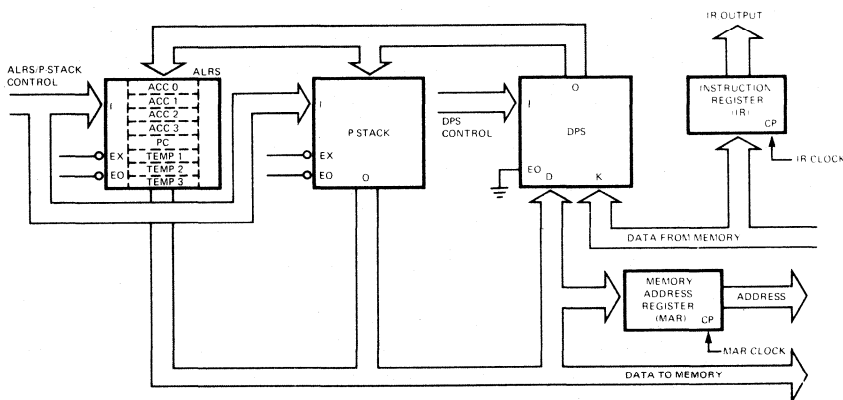 IR OUTPUT
ALRS/P-STACK
CONTROL
ALRS
I
ACC 0
ACC 1
ACC 2
ACC 3
PC
TEMP 1
TEMP 2
TEMP 3
EX
EO
I
P STACK
EX
EO
O
DPS
CONTROL
O
I
DPS
EO
D
K
INSTRUCTION
REGISTER
(IR)
CP
IR CLOCK
DATA FROM MEMORY
MEMORY
ADDRESS
REGISTER
(MAR)
CP
ADDRESS
MAR CLOCK
DATA TO MEMORY